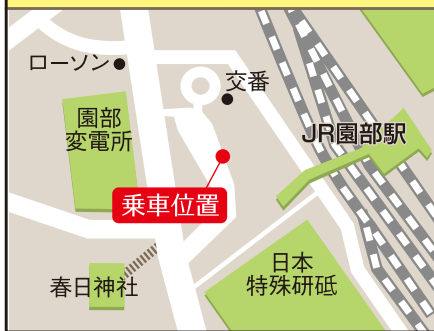 ローソン
交番
園部
変電所
JR園部駅
乗車位置
春日神社
日本
特殊研砥